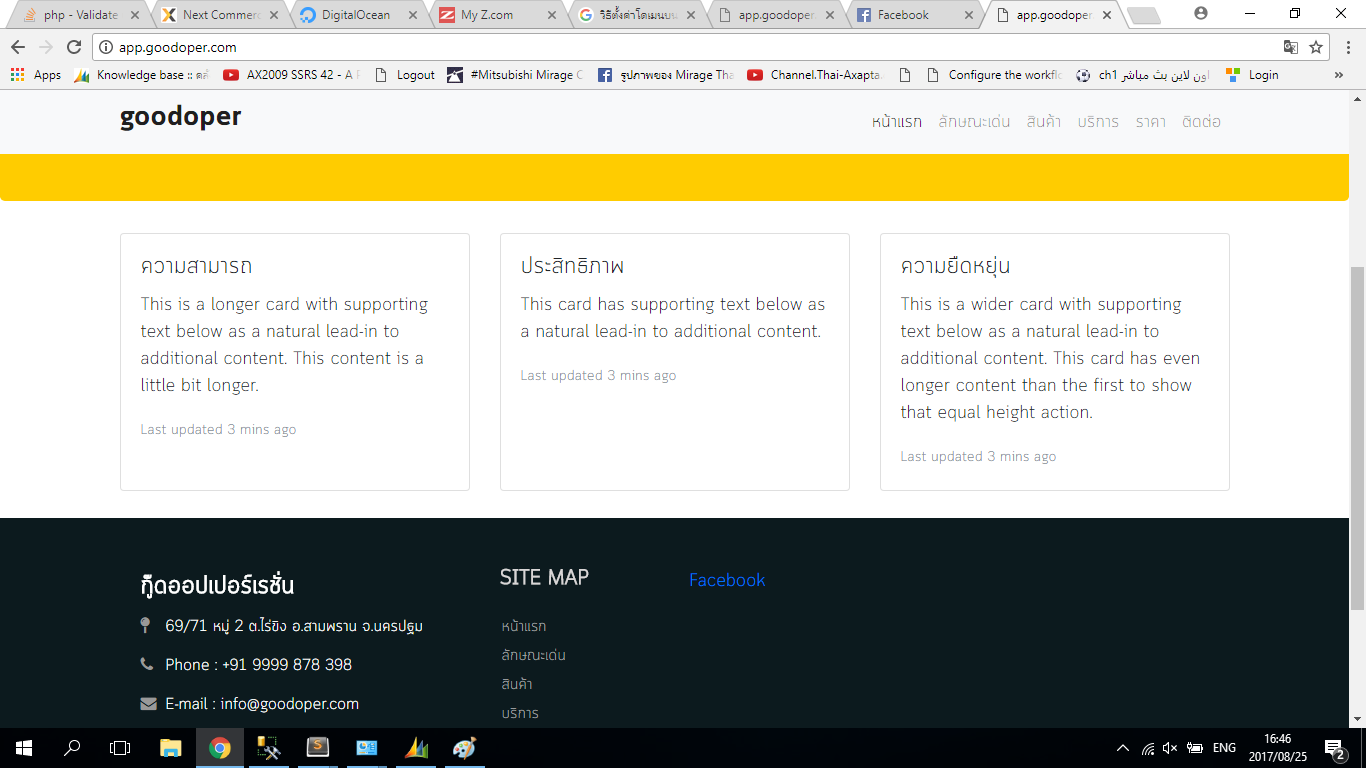 php - Validate
Next Commerc
DigitalOcean
My Z.com
วิธีตั้งค่าโดเมนบน
app.goodoper.
Facebook
app.goodoper
app.goodoper.com
Apps
Knowledge base ::
AX2009 SSRS 42 - A
Logout
#Mitsubishi Mirage C
รูปภาพของ Mirage Tha
Channel.Thai-Axapta.
Configure the workflo
ch1 اون لاين بث مباشر
Login
»
goodoper
หน้าแรก ลักษณะเด่น สินค้า บริการ ราคา ติดต่อ
ความสามารถ
This is a longer card with supporting
text below as a natural lead-in to
additional content. This content is a
little bit longer.
Last updated 3 mins ago
ประสิทธิภาพ
This card has supporting text below as
a natural lead-in to additional content.
Last updated 3 mins ago
ความยืดหยุ่น
This is a wider card with supporting
text below as a natural lead-in to
additional content. This card has even
longer content than the first to show
that equal height action.
Last updated 3 mins ago
กู๊ดออปเปอร์เรชั่น
69/71 หมู่ 2 ต.ไร่ขิง อ.สามพราน จ.นครปฐม
Phone : +91 9999 878 398
E-mail : info@goodoper.com
SITE MAP
หน้าแรก
ลักษณะเด่น
สินค้า
บริการ
Facebook
ENG
16:46
2017/08/25
2